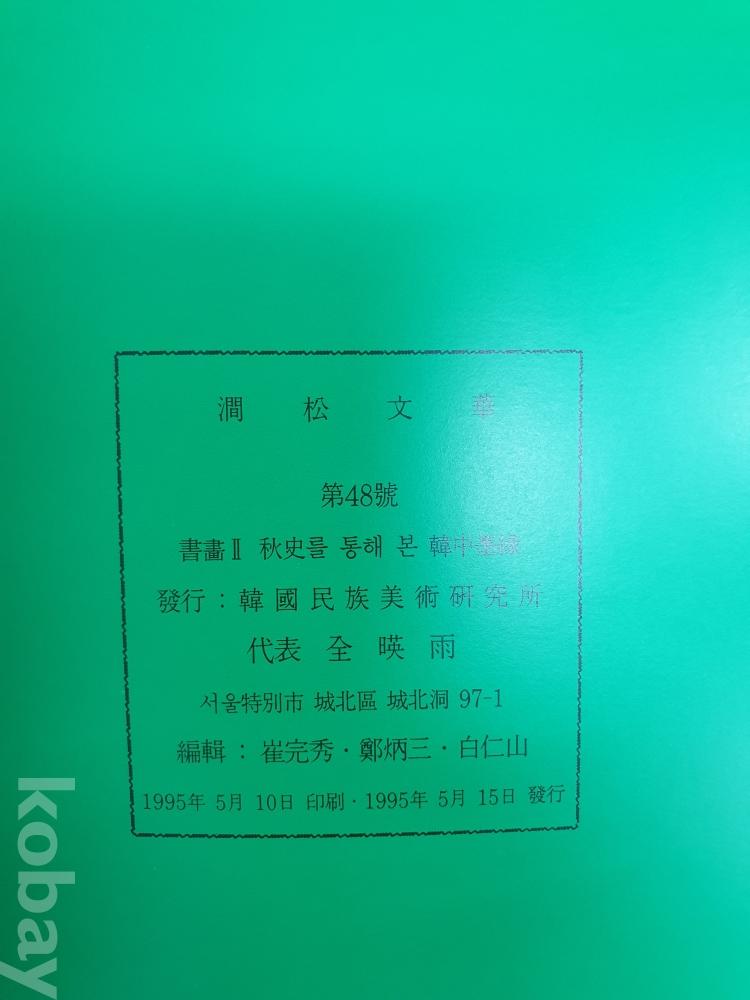 澗松文華
第48號
書畵Ⅱ 秋史를 통해 본 韓中墨緣
發行 : 韓國民族美術硏究所
代表 全暎雨
서울特別市 城北區 城北洞 97-1
編輯 : 崔完秀·鄭炳三·白仁山
1995年 5月 10日 印刷·1995年 5月 15日 發行
kobay